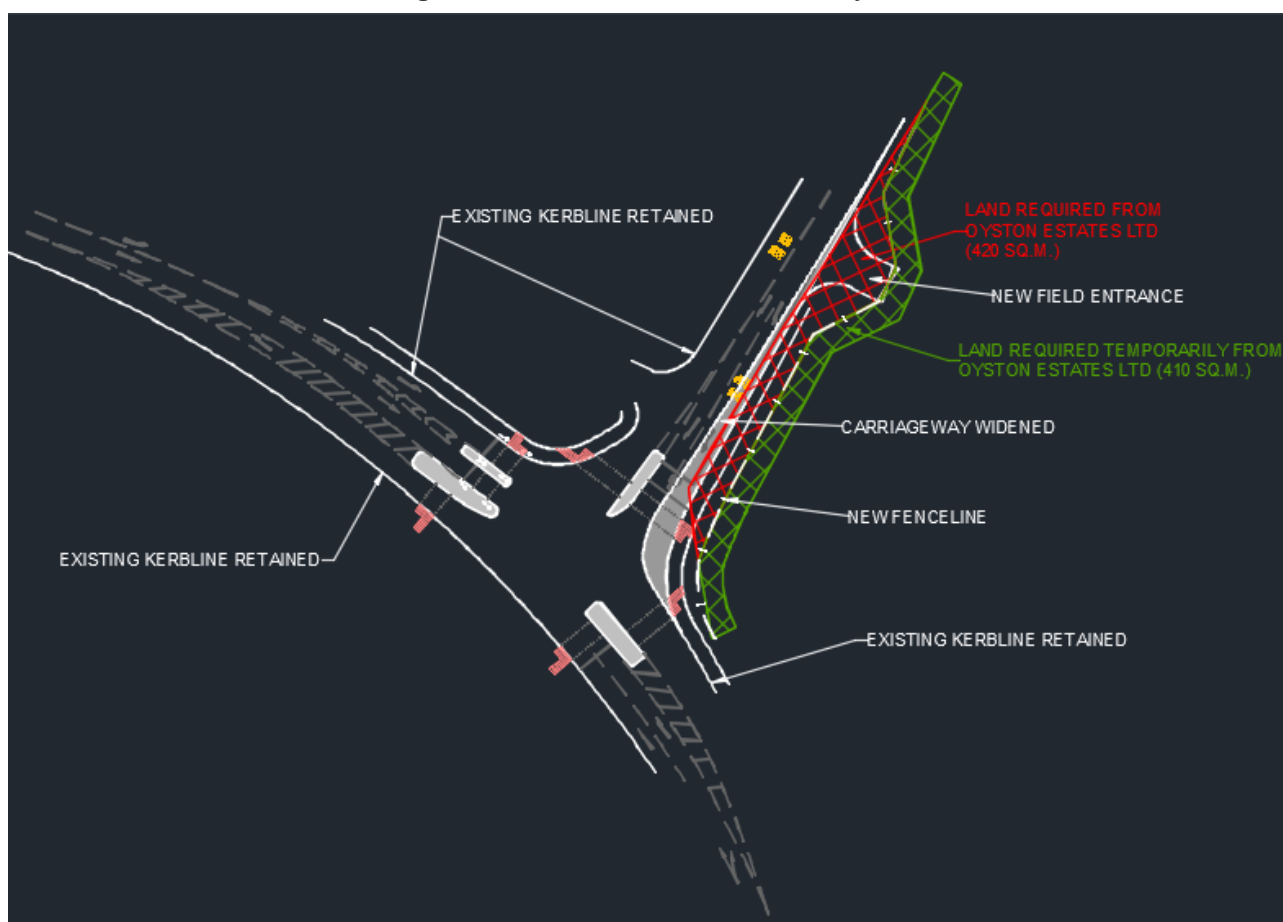 EXISTING KERBLINE RETAINED
LAND REQUIRED FROM
OYSTON ESTATES LTD
(420 SQ.M.)
NEW FIELD ENTRANCE
LAND REQUIRED TEMPORARILY FROM
OYSTON ESTATES LTD (410 SQ.M.)
CARRIAGEWAY WIDENED
NEW FENCELINE
EXISTING KERBLINE RETAINED
EXISTING KERBLINE RETAINED